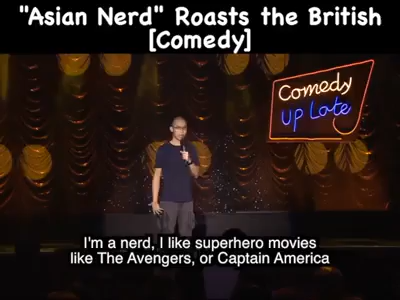 "Asian Nerd" Roasts the British
[Comedy]
Comedy
Up Late
I'm a nerd, I like superhero movies
like The Avengers, or Captain America